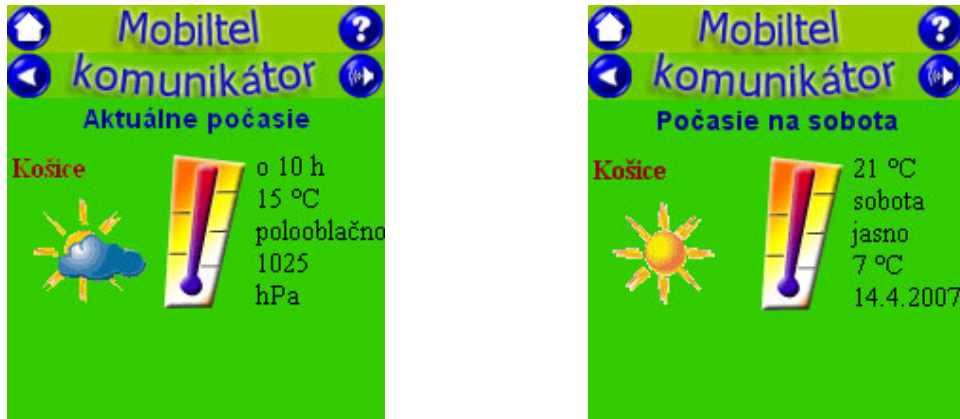 Mobiltel
?
komunikátor
Aktuálne počasie
Košice
o 10 h
15 °C
polooblačno
1025
hPa
Mobiltel
?
komunikátor
Počasie na sobota
Košice
21 °C
sobota
jasno
7 °C
14.4.2007